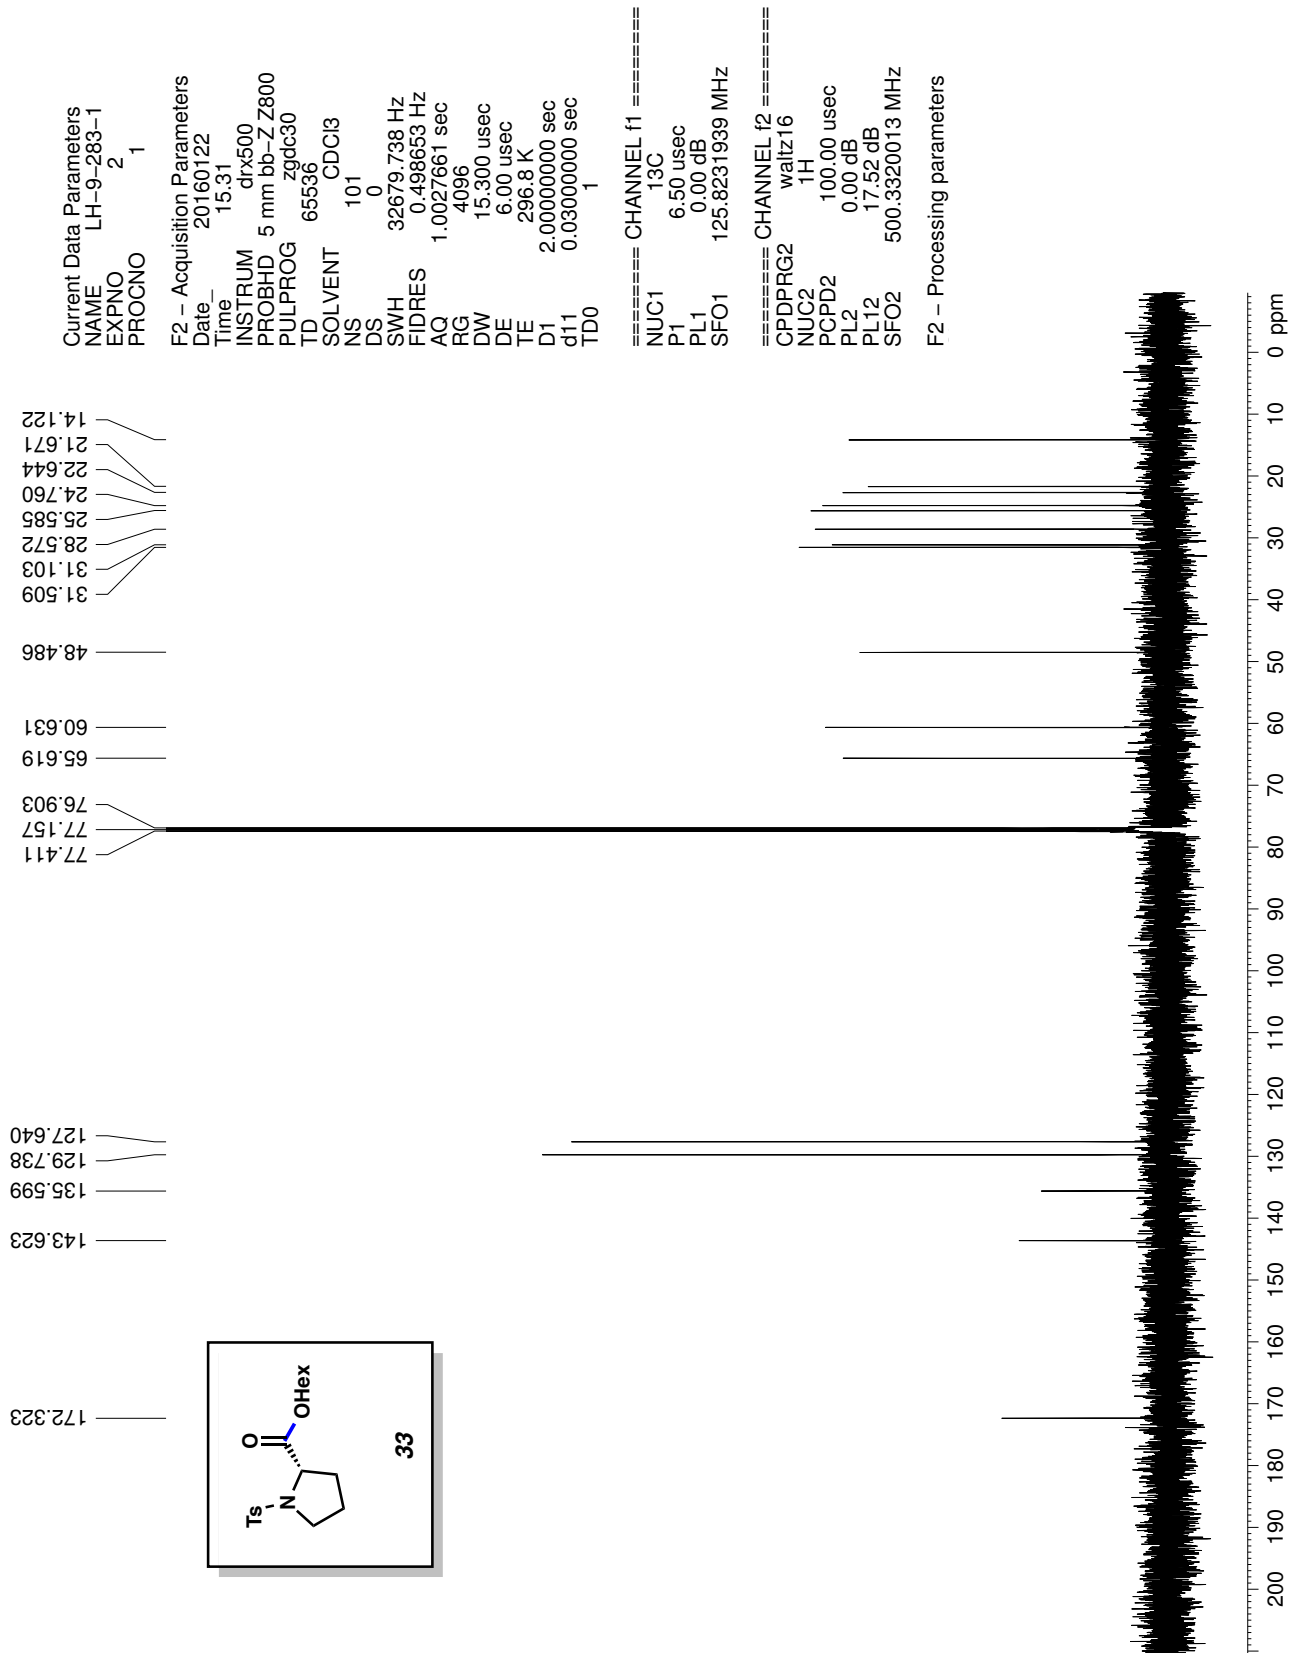 Current Data Parameters
NAME LH-9-283-1
EXPNO 2
PROCNO 1
F2 - Acquisition Parameters
Date_ 20160122
Time 15.31
INSTRUM drx500
PROBHD 5 mm bb-Z Z800
PULPROG zgdc30
TD 65536
SOLVENT CDCl3
NS 101
DS 0
SWH 32679.738 Hz
FIDRES 0.498653 Hz
AQ 1.0027661 sec
RG 4096
DW 15.300 usec
DE 6.00 usec
TE 296.8 K
D1 2.00000000 sec
d11 0.03000000 sec
TD0 1
======== CHANNEL f1 ========
NUC1 13C
P1 6.50 usec
PL1 0.00 dB
SFO1 125.8231939 MHz
======== CHANNEL f2 ========
CPDPRG2 waltz16
NUC2 1H
PCPD2 100.00 usec
PL2 0.00 dB
PL12 17.52 dB
SFO2 500.3320013 MHz
F2 - Processing parameters
172.323
143.623
135.599
129.738
127.640
77.411
77.157
76.903
65.619
60.631
48.486
31.509
31.103
28.572
25.585
24.760
22.644
21.671
14.122
Ts
N
O
OHex
33
200 190 180 170 160 150 140 130 120 110 100 90 80 70 60 50 40 30 20 10 0 ppm